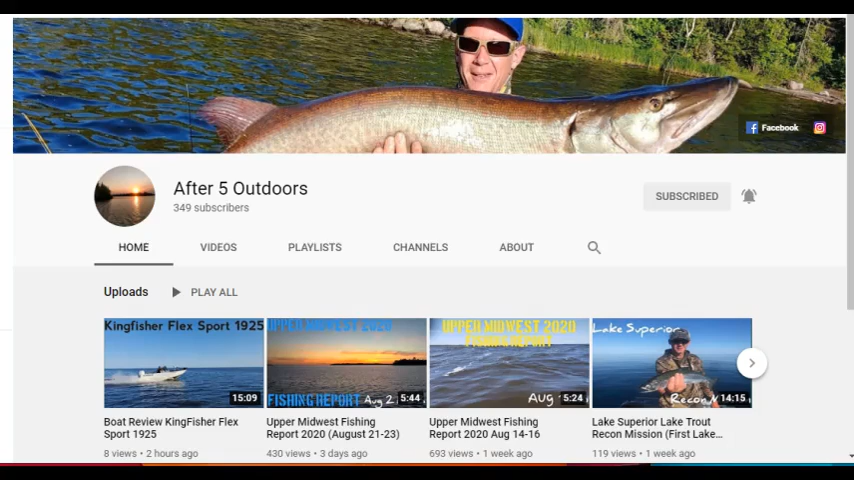 Facebook
After 5 Outdoors
349 subscribers
SUBSCRIBED
HOME VIDEOS PLAYLISTS CHANNELS ABOUT
Uploads PLAY ALL
Kingfisher Flex Sport 1925
15:09
UPPER MIDWEST 2020
FISHING REPORT Aug 21
5:44
UPPER MIDWEST 2020
FISHING REPORT
Aug
5:24
Lake Superior
Recon
14:15
Boat Review KingFisher Flex
Sport 1925
8 views • 2 hours ago
Upper Midwest Fishing
Report 2020 (August 21-23)
430 views • 3 days ago
Upper Midwest Fishing
Report 2020 Aug 14-16
693 views • 1 week ago
Lake Superior Lake Trout
Recon Mission (First Lake...
119 views • 1 week ago